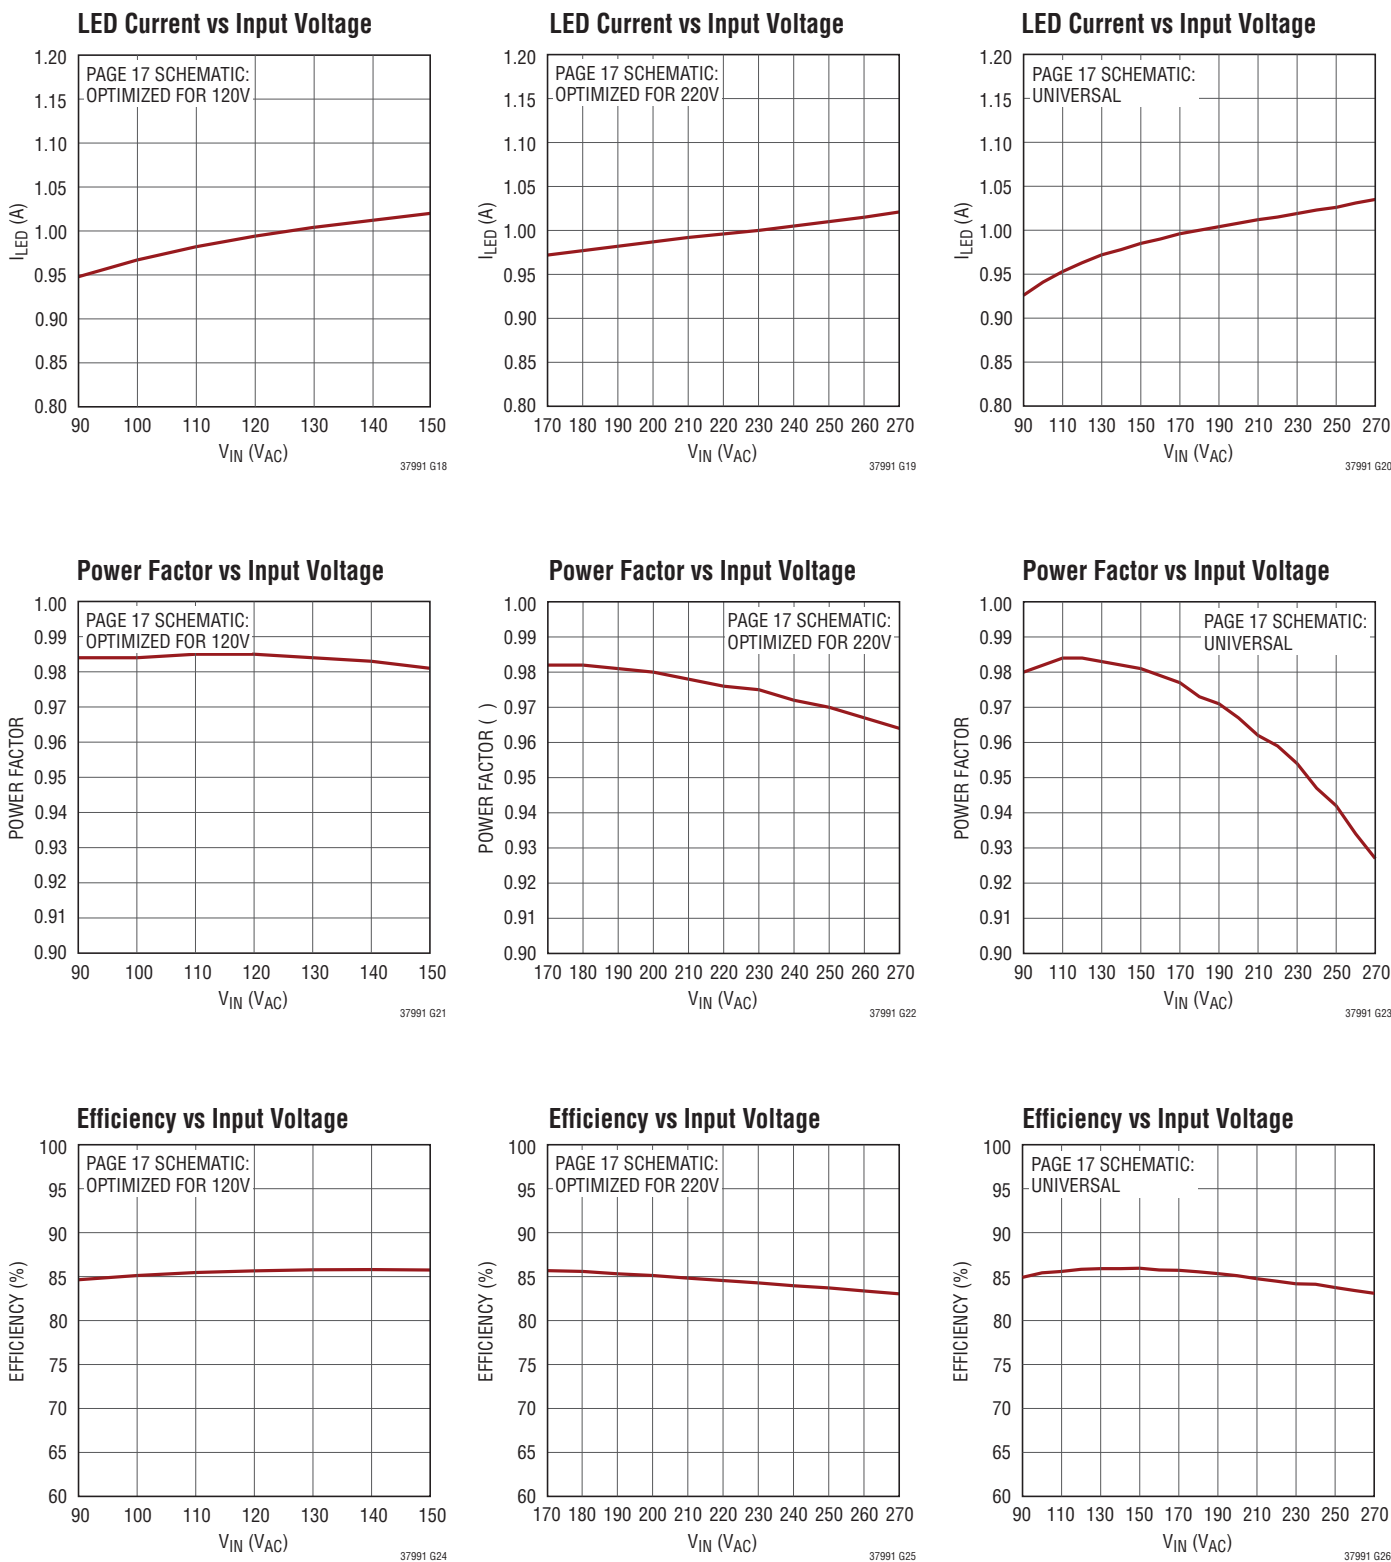 LED Current vs Input Voltage
1.20
1.15
1.10
1.05
1.00
0.95
0.90
0.85
0.80
ILED (A)
PAGE 17 SCHEMATIC:
OPTIMIZED FOR 120V
90 100 110 120 130 140 150
VIN (VAC)
37991 G18
LED Current vs Input Voltage
1.20
1.15
1.10
1.05
1.00
0.95
0.90
0.85
0.80
ILED (A)
PAGE 17 SCHEMATIC:
OPTIMIZED FOR 220V
170 180 190 200 210 220 230 240 250 260 270
VIN (VAC)
37991 G19
LED Current vs Input Voltage
1.20
1.15
1.10
1.05
1.00
0.95
0.90
0.85
0.80
ILED (A)
PAGE 17 SCHEMATIC:
UNIVERSAL
90 110 130 150 170 190 210 230 250 270
VIN (VAC)
37991 G20
Power Factor vs Input Voltage
1.00
0.99
0.98
0.97
0.96
0.95
0.94
0.93
0.92
0.91
0.90
POWER FACTOR
PAGE 17 SCHEMATIC:
OPTIMIZED FOR 120V
90 100 110 120 130 140 150
VIN (VAC)
37991 G21
Power Factor vs Input Voltage
1.00
0.99
0.98
0.97
0.96
0.95
0.94
0.93
0.92
0.91
0.90
POWER FACTOR ( )
PAGE 17 SCHEMATIC:
OPTIMIZED FOR 220V
170 180 190 200 210 220 230 240 250 260 270
VIN (VAC)
37991 G22
Power Factor vs Input Voltage
1.00
0.99
0.98
0.97
0.96
0.95
0.94
0.93
0.92
0.91
0.90
POWER FACTOR
PAGE 17 SCHEMATIC:
UNIVERSAL
90 110 130 150 170 190 210 230 250 270
VIN (VAC)
37991 G23
Efficiency vs Input Voltage
100
95
90
85
80
75
70
65
60
EFFICIENCY (%)
PAGE 17 SCHEMATIC:
OPTIMIZED FOR 120V
90 100 110 120 130 140 150
VIN (VAC)
37991 G24
Efficiency vs Input Voltage
100
95
90
85
80
75
70
65
60
EFFICIENCY (%)
PAGE 17 SCHEMATIC:
OPTIMIZED FOR 220V
170 180 190 200 210 220 230 240 250 260 270
VIN (VAC)
37991 G25
Efficiency vs Input Voltage
100
95
90
85
80
75
70
65
60
EFFICIENCY (%)
PAGE 17 SCHEMATIC:
UNIVERSAL
90 110 130 150 170 190 210 230 250 270
VIN (VAC)
37991 G26